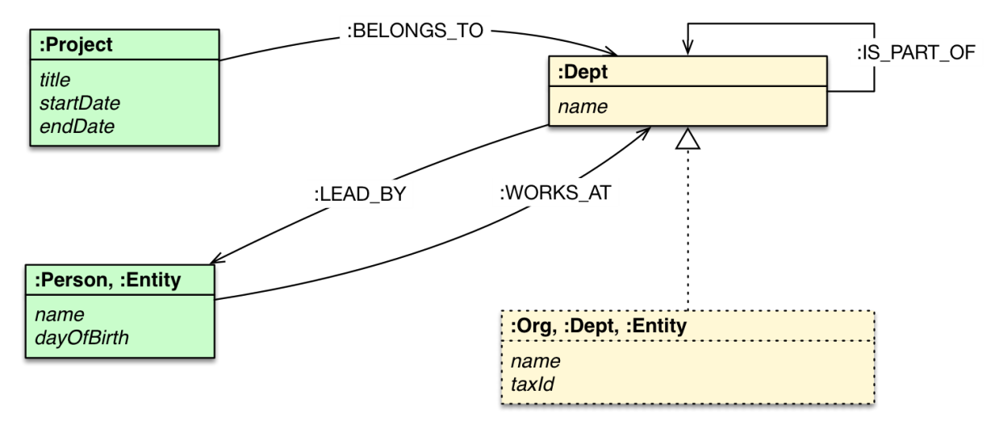 :BELONGS_TO
:Project
title
startDate
endDate
:IS_PART_OF
:Dept
name
:LEAD_BY
:WORKS_AT
:Person, :Entity
name
dayOfBirth
:Org, :Dept, :Entity
name
taxId